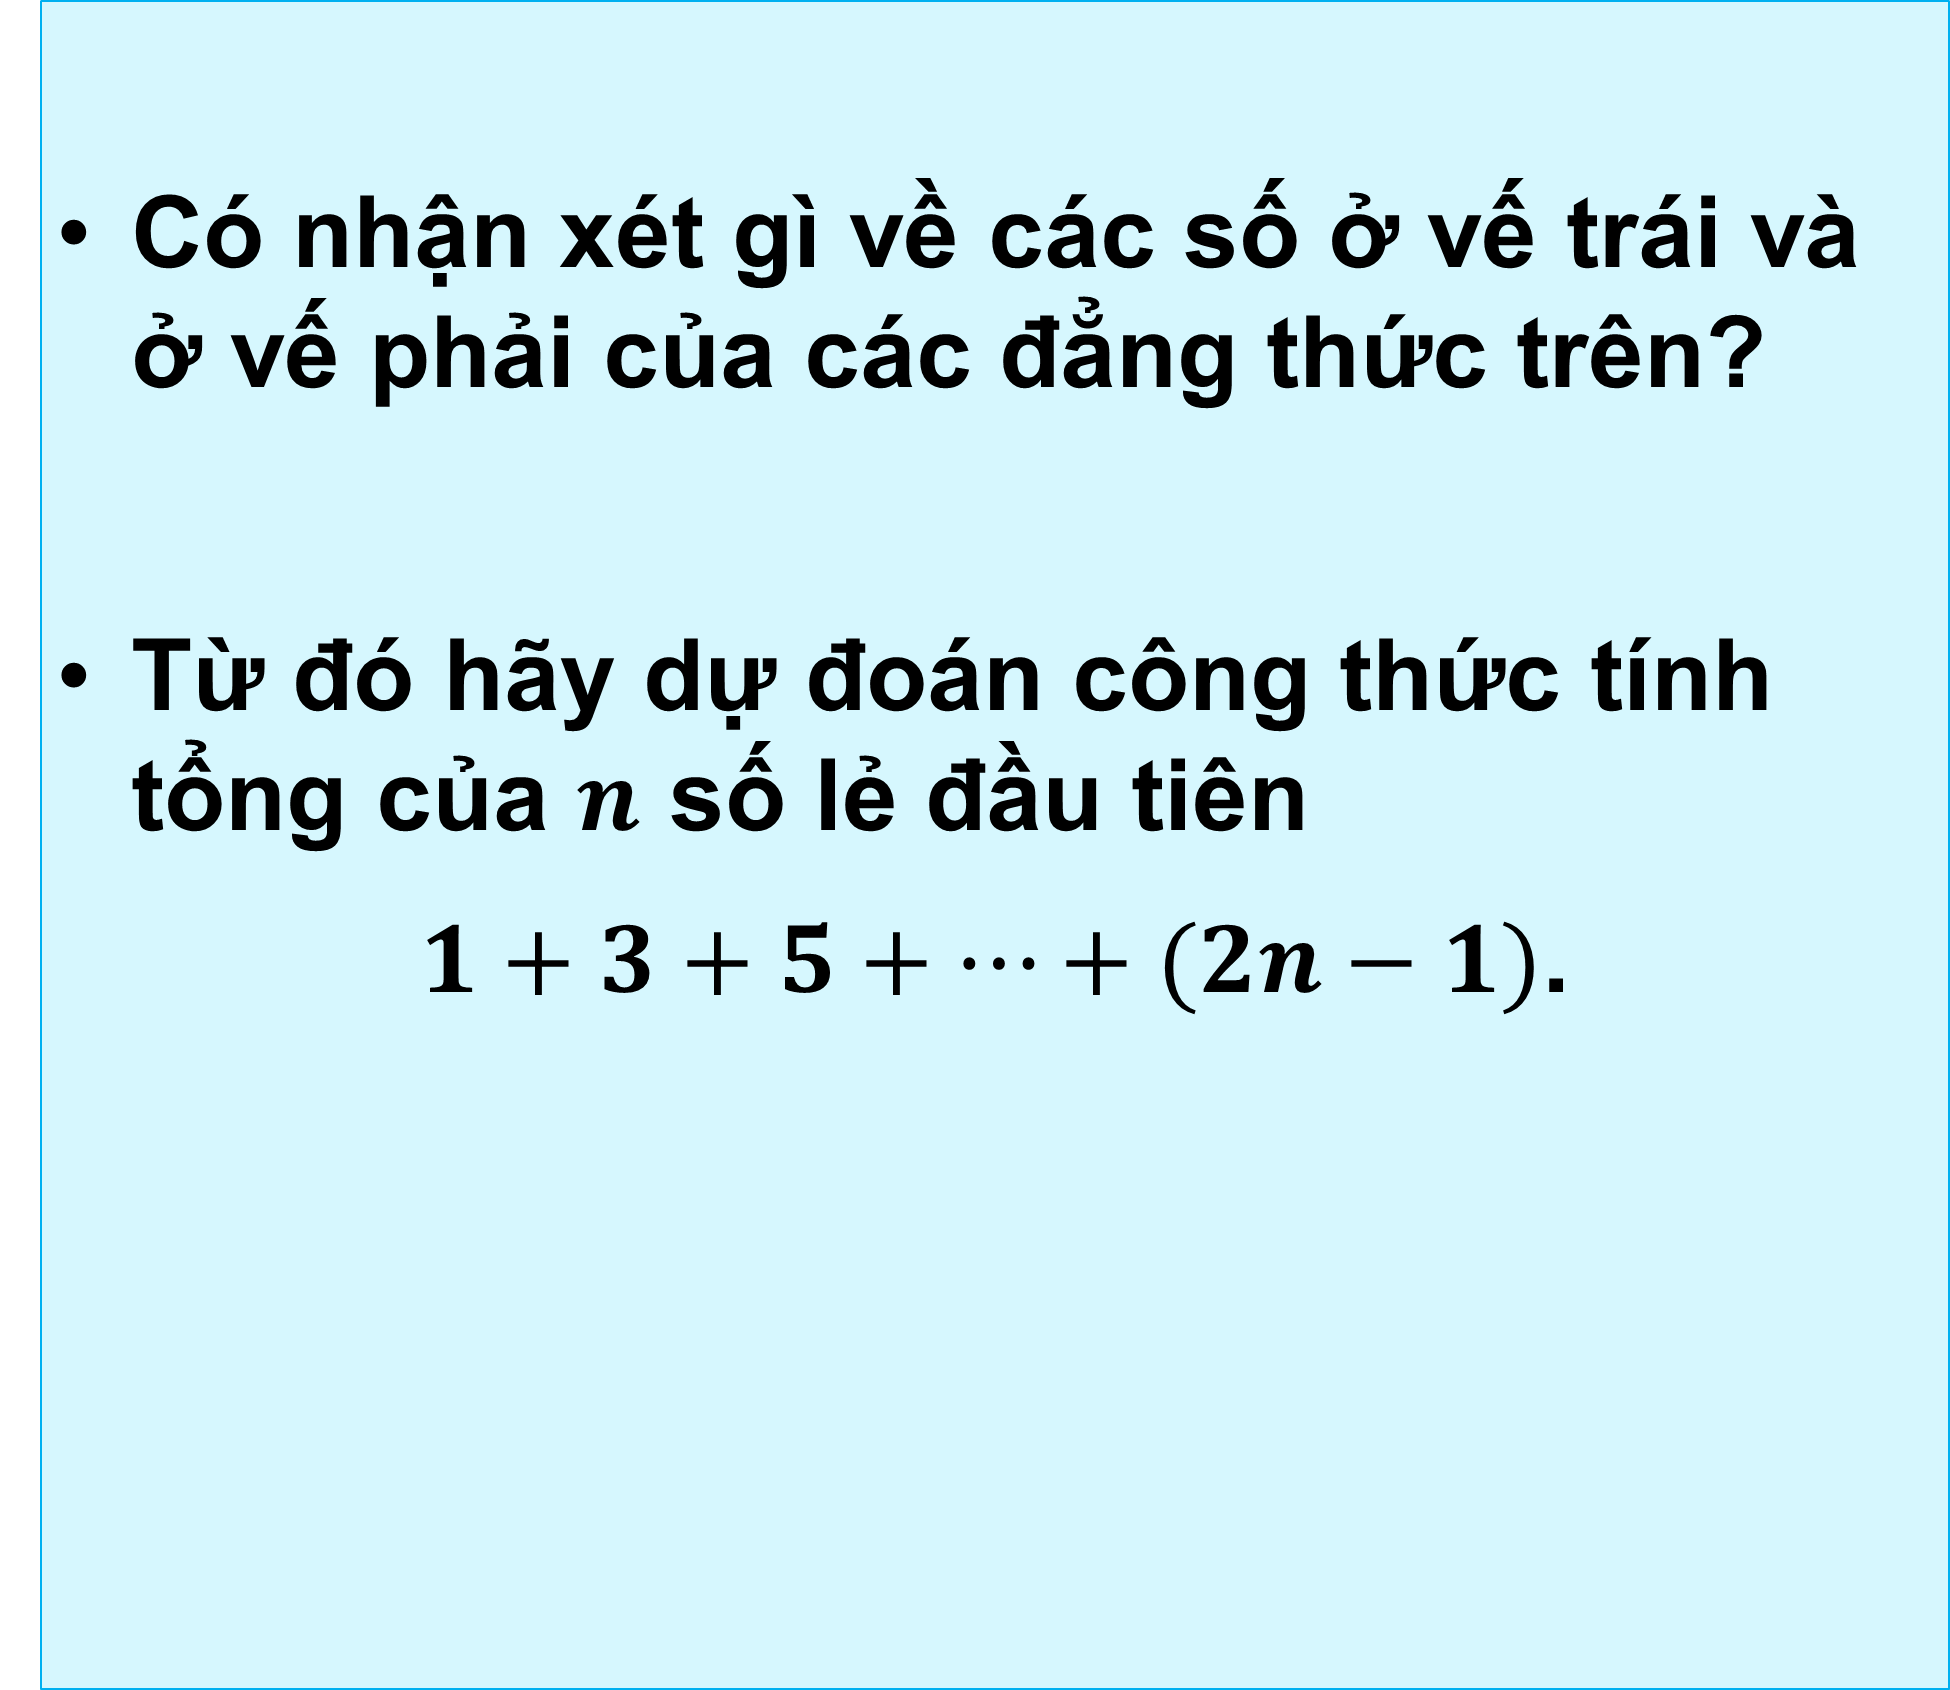 • Có nhận xét gì về các số ở vế trái và
ở vế phải của các đẳng thức trên?
• Từ đó hãy dự đoán công thức tính
tổng của 𝒏 số lẻ đầu tiên
𝟏 + 𝟑 + 𝟓 + ⋯ + (𝟐𝒏 − 𝟏).